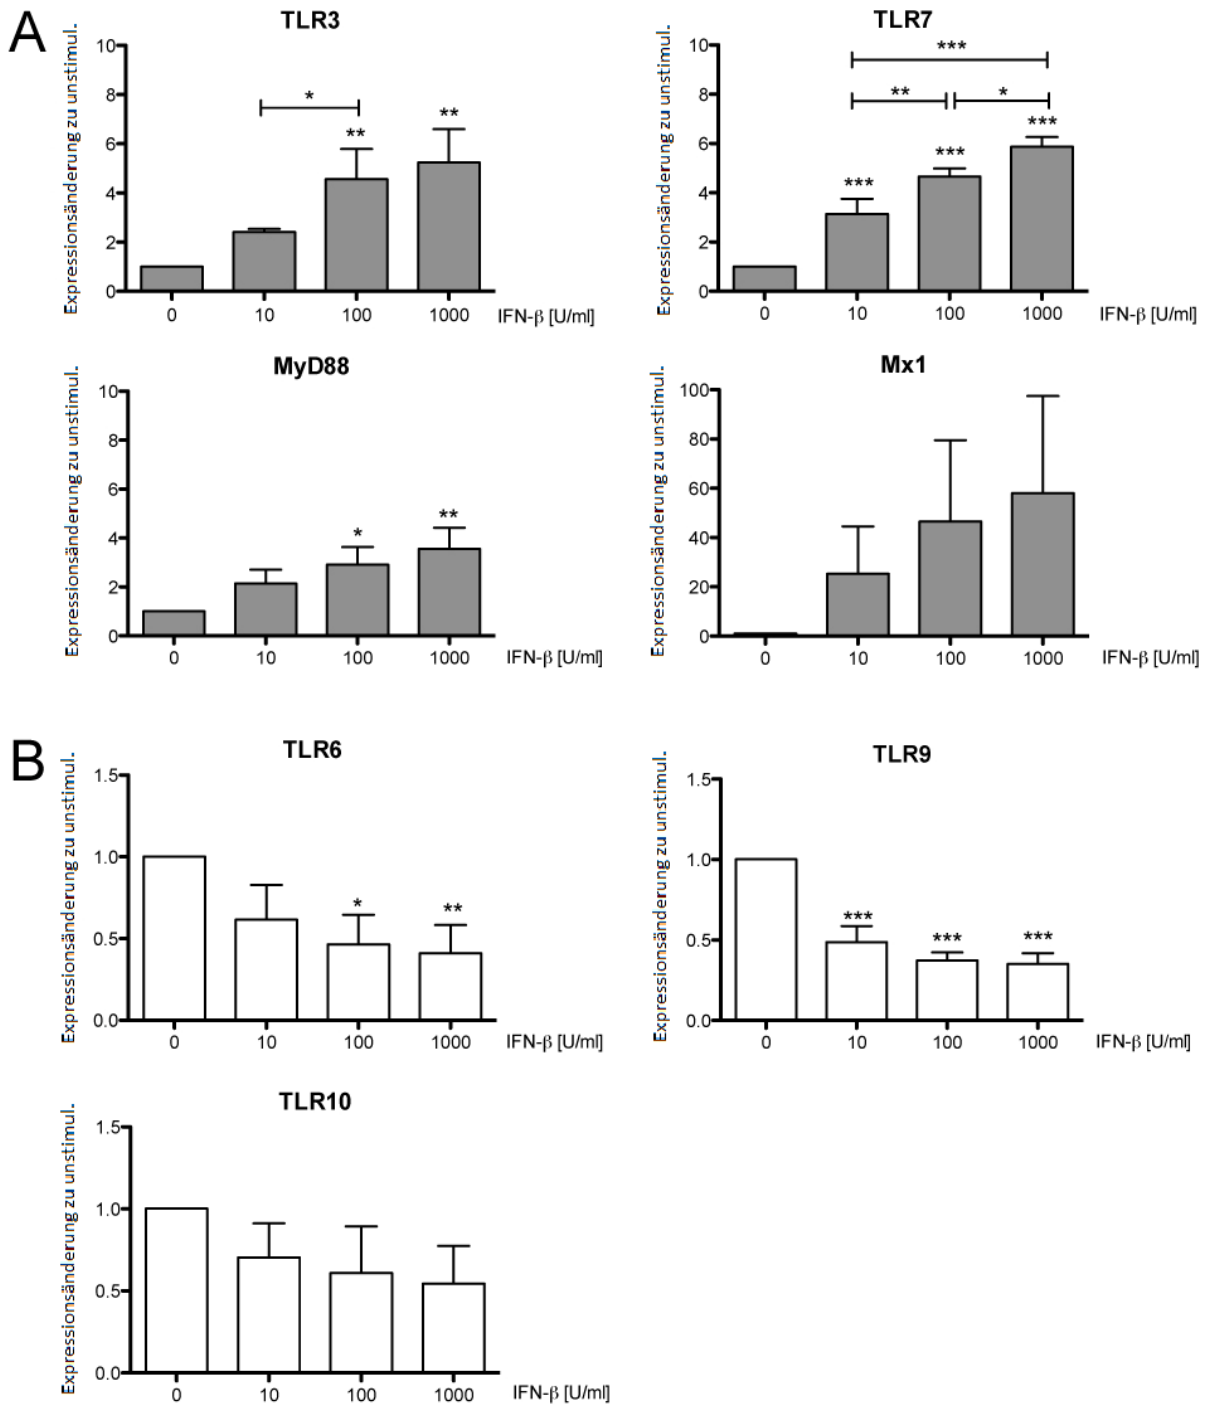 A
TLR3
Expressionsänderung zu unstimul.
10
8
6
4
2
0
*
**
**
0 10 100 1000 IFN-β [U/ml]
TLR7
Expressionsänderung zu unstimul.
10
8
6
4
2
0
***
** *
***
***
***
0 10 100 1000 IFN-β [U/ml]
MyD88
Expressionsänderung zu unstimul.
10
8
6
4
2
0
*
**
0 10 100 1000 IFN-β [U/ml]
Mx1
Expressionsänderung zu unstimul.
100
80
60
40
20
0
0 10 100 1000 IFN-β [U/ml]
B
TLR6
Expressionsänderung zu unstimul.
1.5
1.0
0.5
0.0
*
**
0 10 100 1000 IFN-β [U/ml]
TLR9
Expressionsänderung zu unstimul.
1.5
1.0
0.5
0.0
***
***
***
0 10 100 1000 IFN-β [U/ml]
TLR10
Expressionsänderung zu unstimul.
1.5
1.0
0.5
0.0
0 10 100 1000 IFN-β [U/ml]